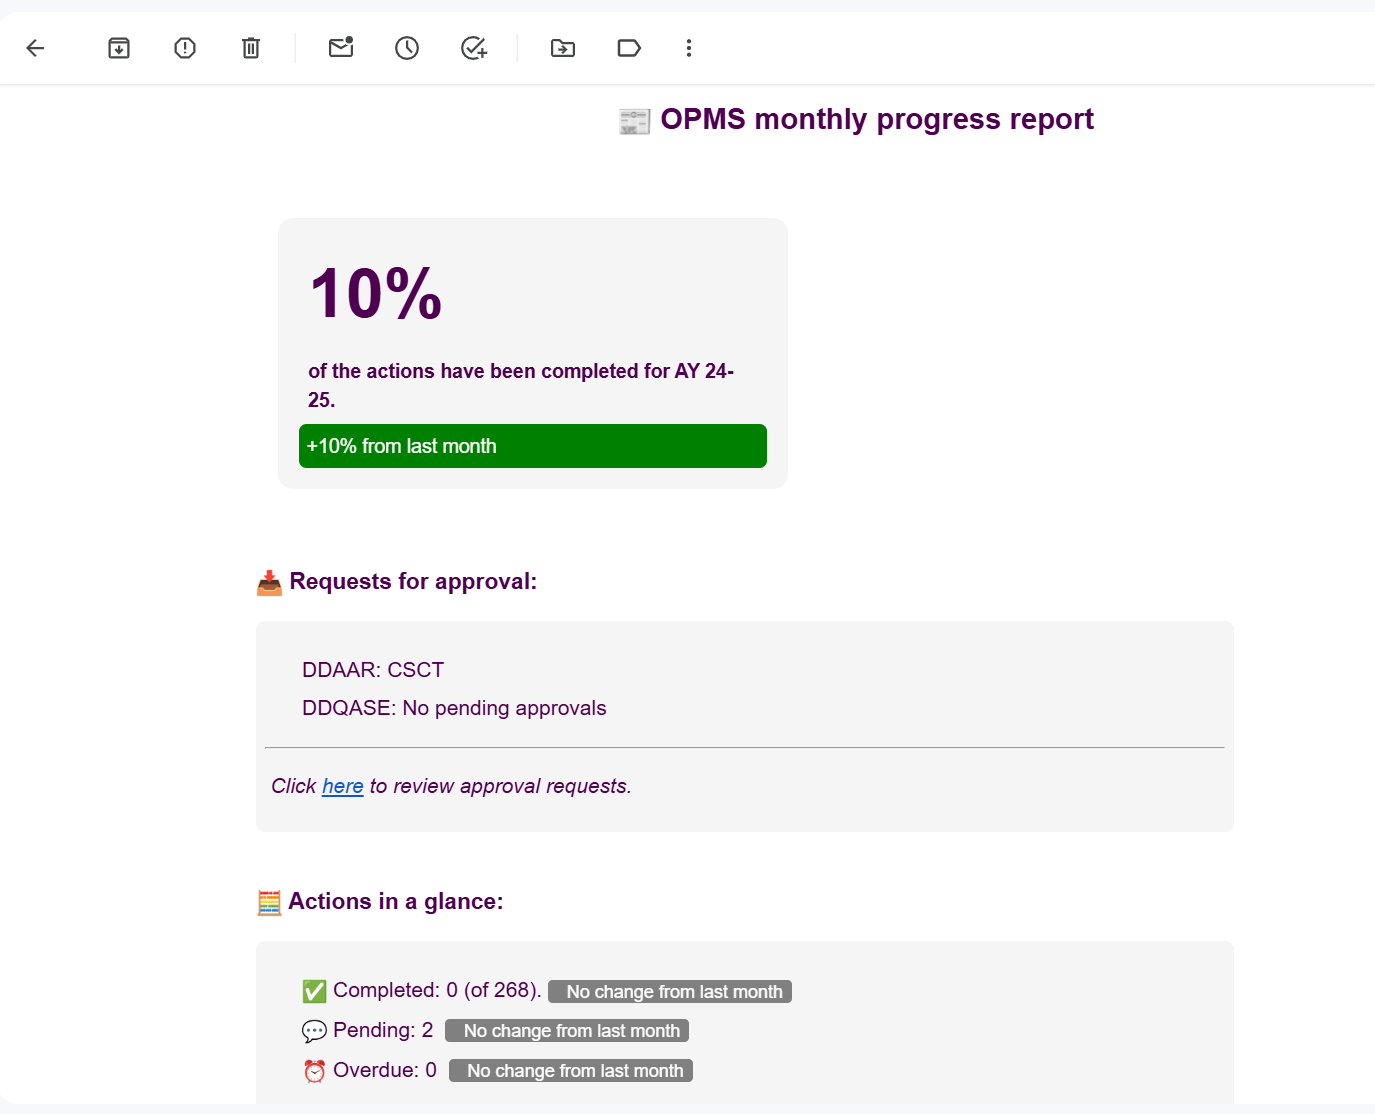 OPMS monthly progress report
10%
of the actions have been completed for AY 24-
25.
+10% from last month
Requests for approval:
DDAAR: CSCT
DDQASE: No pending approvals
Click here to review approval requests.
Actions in a glance:
Completed: 0 (of 268). No change from last month
Pending: 2 No change from last month
Overdue: 0 No change from last month